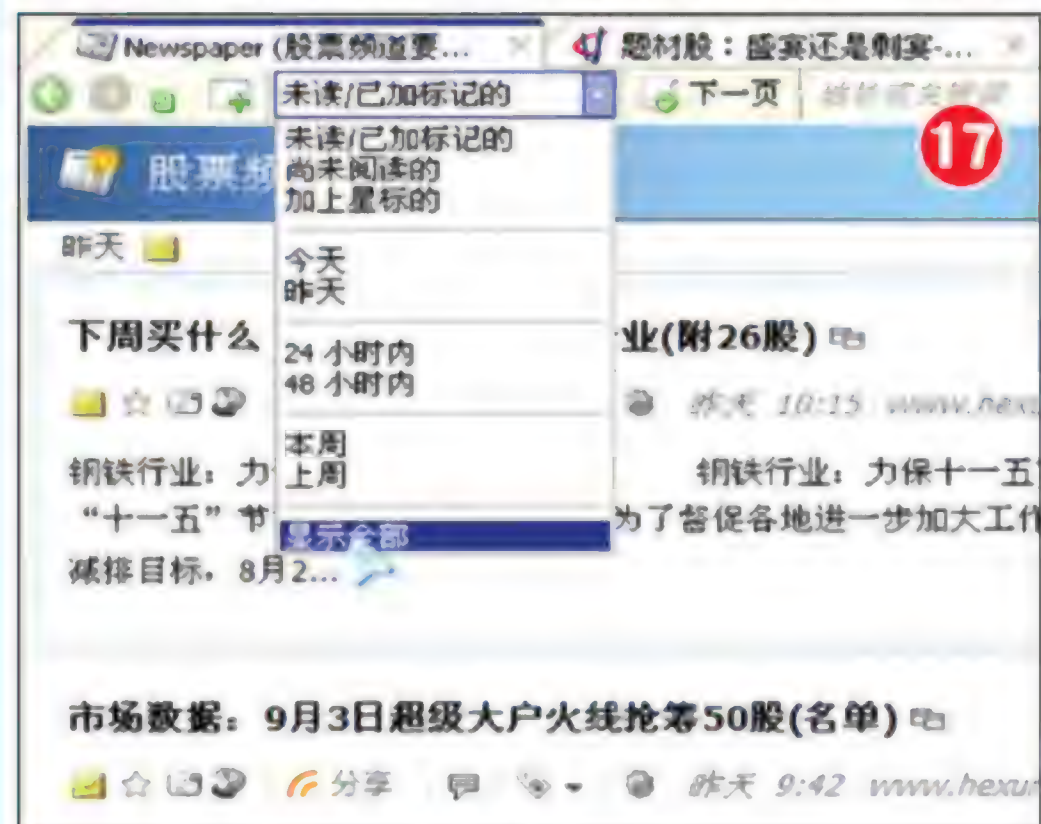 Newspaper (股票频道要...
题材股：盛宴还是剩宴-...
未读/已加标记的
下一页
17
未读/已加标记的
尚未阅读的
加上星标的
今天
昨天
24 小时内
48 小时内
本周
上周
显示全部
股票频
昨天
下周买什么
业(附26股)
昨天 10:15 www.hexu
钢铁行业：力
钢铁行业：力保十一五
“十一五”节
为了督促各地进一步加大工作
减排目标，8月2...
市场数据：9月3日超级大户火线抢筹50股(名单)
分享
昨天 9:42 www.hexun